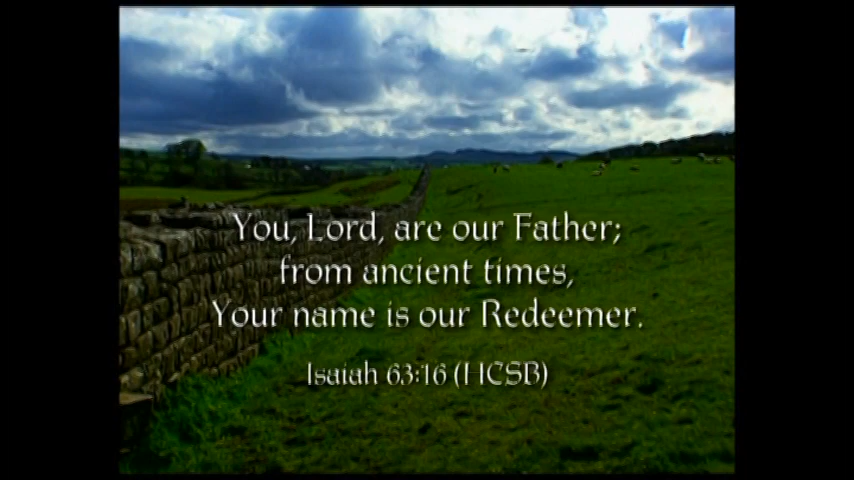 You, Lord, are our Father;
from ancient times,
Your name is our Redeemer.
Isaiah 63:16 (HCSB)